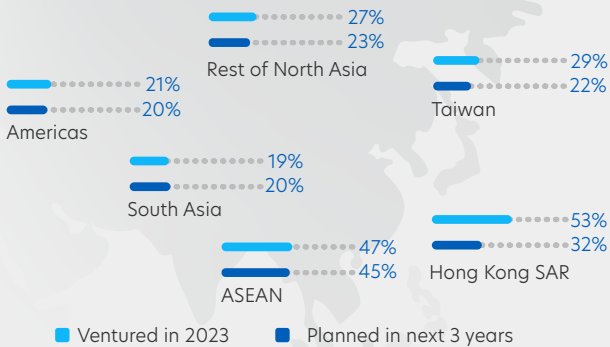 27%
23%
Rest of North Asia
29%
22%
Taiwan
21%
20%
Americas
19%
20%
South Asia
53%
32%
Hong Kong SAR
47%
45%
ASEAN
Ventured in 2023
Planned in next 3 years